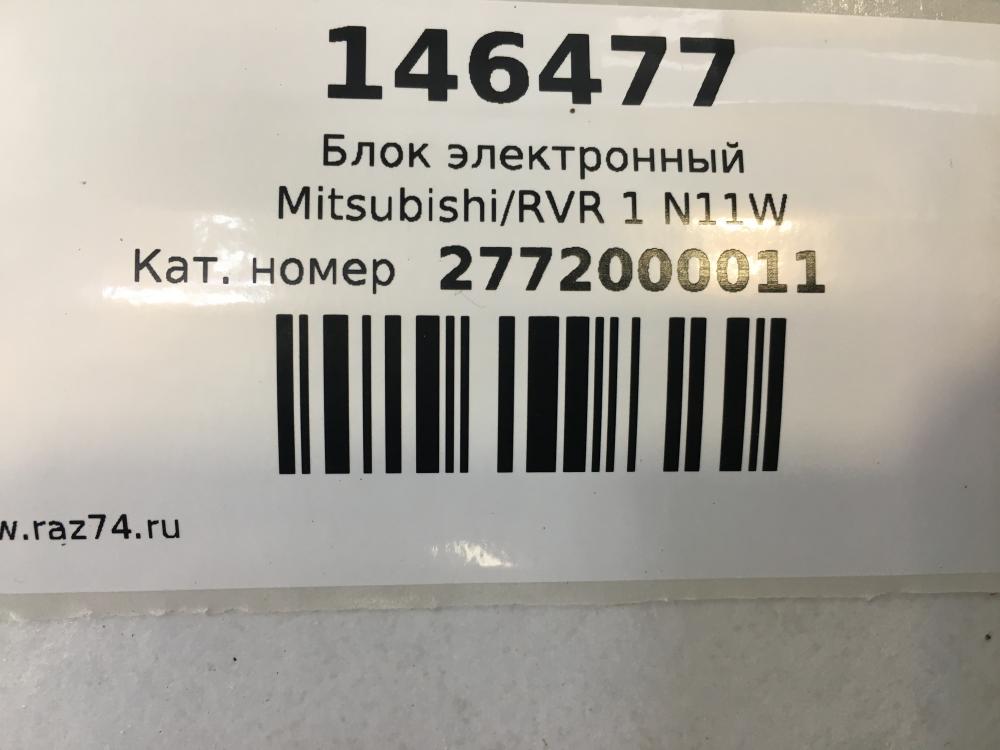 146477
Блок электронный
Mitsubishi/RVR 1 N11W
Кат. номер 2772000011
w.raz74.ru